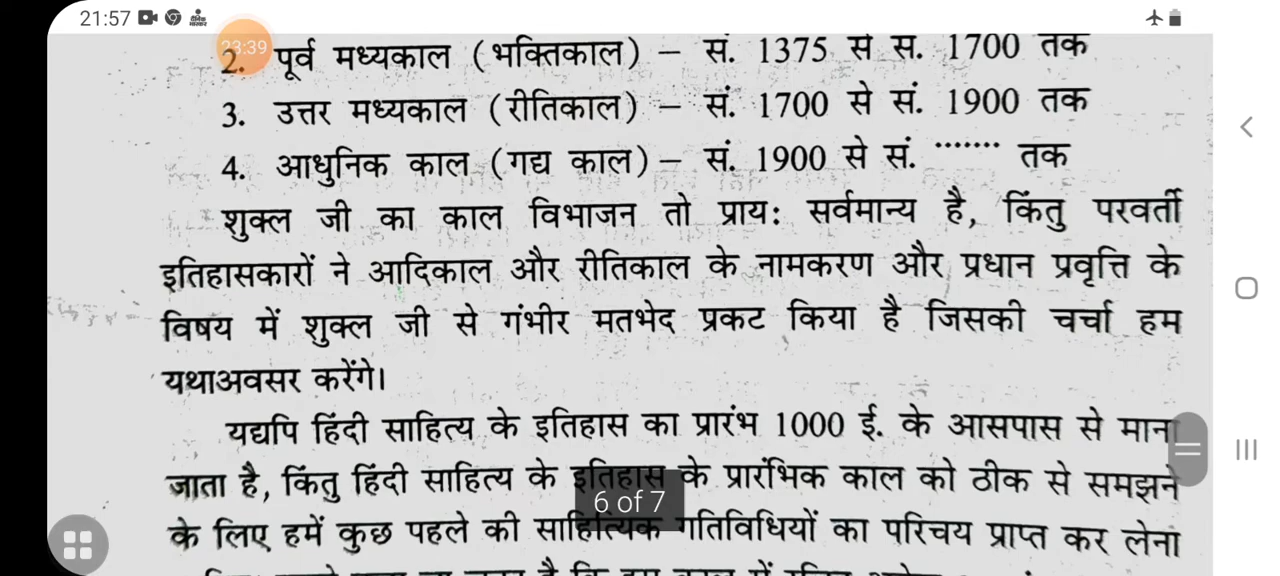 21:57
23:39
2. पूर्व मध्यकाल (भक्तिकाल) – सं. 1375 से स. 1700 तक
3. उत्तर मध्यकाल (रीतिकाल) – सं. 1700 से सं. 1900 तक
4. आधुनिक काल (गद्य काल) – सं. 1900 से सं. ....... तक
शुक्ल जी का काल विभाजन तो प्राय: सर्वमान्य है, किंतु परवर्ती
इतिहासकारों ने आदिकाल और रीतिकाल के नामकरण और प्रधान प्रवृत्ति के
विषय में शुक्ल जी से गंभीर मतभेद प्रकट किया है जिसकी चर्चा हम
यथाअवसर करेंगे।
यद्यपि हिंदी साहित्य के इतिहास का प्रारंभ 1000 ई. के आसपास से माना
जाता है, किंतु हिंदी साहित्य के इतिहास के प्रारंभिक काल को ठीक से समझने
6 of 7
के लिए हमें कुछ पहले की साहित्यिक गतिविधियों का परिचय प्राप्त कर लेना